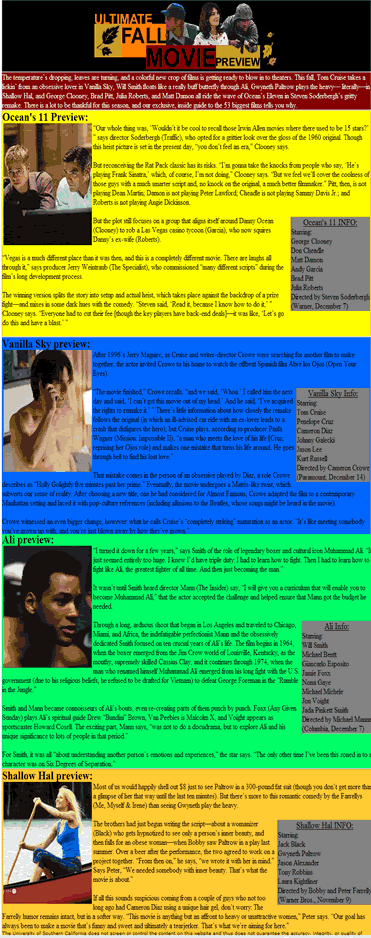 ULTIMATE
FALL
MOVIE
PREVIEW
The temperature's dropping, leaves are turning, and a colorful new crop of films is getting ready to blow in to theaters. This fall, Tom Cruise takes a
lickin' from an obsessive lover in Vanilla Sky, Will Smith floats like a really buff butterfly through Ali, Gwyneth Paltrow plays the heavy—literally—in
Shallow Hal, and George Clooney, Brad Pitt, Julia Roberts, and Matt Damon all ride the wave of Ocean's Eleven in Steven Soderbergh's gritty
remake. There is a lot to be thankful for this season, and our exclusive, inside guide to the 53 biggest films tells you why.
Ocean's 11 Preview:
"Our whole thing was, 'Wouldn't it be cool to recall those Irwin Allen movies where there used to be 15 stars?'
" says director Soderbergh (Traffic), who opted for a grittier look over the gloss of the 1960 original. Though
this heist picture is set in the present day, "you don't feel as an era," Clooney says.
But reconceiving the Rat Pack classic has its risks. "I'm gonna take the knocks from people who say, 'He's
playing Frank Sinatra,' which, of course, I'm not doing," Clooney says. "But we feel we'll cover the coolness of
those guys with a much smarter script and, no knock on the original, a much better filmmaker." Pitt, then, is not
playing Dean Martin; Damon is not playing Peter Lawford; Cheadle is not playing Sammy Davis Jr.; and
Roberts is not playing Angie Dickinson.
But the plot still focuses on a group that aligns itself around Danny Ocean
(Clooney) to rob a Las Vegas casino tycoon (Garcia), who now squires
Danny's ex-wife (Roberts).
"Vegas is a much different place than it was then, and this is a completely different movie. There are laughs all
through it," says producer Jerry Weintraub (The Specialist), who commissioned "many different scripts" during the
film's long development process.
The winning version splits the story into setup and actual heist, which takes place against the backdrop of a prize
fight—and mixes in some dark hues with the comedy. "Steven said, 'Read it, because I know how to do it,' "
Clooney says. "Everyone had to cut their fee [though the key players have back-end deals]—it was like, 'Let's go
do this and have a blast.' "
Ocean's 11 INFO:
Starring:
George Clooney
Don Cheadle
Matt Damon
Andy Garcia
Brad Pitt
Julia Roberts
Directed by Steven Soderbergh
(Warner, December 7)
Vanilla Sky preview:
After 1996's Jerry Maguire, as Cruise and writer-director Crowe were searching for another film to make
together, the actor invited Crowe to his home to watch the offbeat Spanish film Abre los Ojos (Open Your
Eyes).
"The movie finished," Crowe recalls, "and we said, 'Whoa.' I called him the next
day and said, 'I can't get this movie out of my head.' And he said, 'I've acquired
the rights to remake it.' " There's little information about how closely the remake
follows the original (in which an ill-advised car ride with an ex-lover leads to a
crash that disfigures the hero), but Cruise plays, according to producer Paula
Wagner (Mission: Impossible II), "a man who meets the love of his life [Cruz,
reprising her Ojos role] and makes one mistake that turns his life around. He goes
through hell to find his lost love."
That mistake comes in the person of an obsessive played by Diaz, a role Crowe
describes as "Holly Golightly five minutes past her prime." Eventually, the movie undergoes a Matrix-like twist, which
subverts our sense of reality. After choosing a new title, one he had considered for Almost Famous, Crowe adapted the film to a contemporary
Manhattan setting and laced it with pop-culture references (including allusions to the Beatles, whose songs might be heard in the movie).
Crowe witnessed an even bigger change, however, what he calls Cruise's "completely striking" maturation as an actor. "It's like meeting somebody
you've grown up with, and you're just blown away by how they've grown."
Vanilla Sky Info:
Starring:
Tom Cruise
Penelope Cruz
Cameron Diaz
Johnny Galecki
Jason Lee
Kurt Russell
Directed by Cameron Crowe
(Paramount, December 14)
Ali preview:
"I turned it down for a few years," says Smith of the role of legendary boxer and cultural icon Muhammad Ali. "It
just seemed entirely too huge. I knew I'd have triple duty: I had to learn how to fight. Then I had to learn how to
fight like Ali, the greatest fighter of all time. And then just becoming the man."
It wasn't until Smith heard director Mann (The Insider) say, "I will give you a curriculum that will enable you to
become Muhammad Ali," that the actor accepted the challenge and helped ensure that Mann got the budget he
needed.
Through a long, arduous shoot that began in Los Angeles and traveled to Chicago,
Miami, and Africa, the indefatigable perfectionist Mann and the obsessively
dedicated Smith focused on ten crucial years of Ali's life. The film begins in 1964,
when the boxer emerged from the Jim Crow world of Louisville, Kentucky, as the
mouthy, supremely skilled Cassius Clay, and it continues through 1974, when the
man who renamed himself Muhammad Ali emerged from his long fight with the U.S.
government (due to his religious beliefs, he refused to be drafted for Vietnam) to defeat George Foreman in the "Rumble
in the Jungle."
Smith and Mann became connoisseurs of Ali's bouts, even re-creating parts of them punch by punch. Foxx (Any Given
Sunday) plays Ali's spiritual guide Drew "Bundini" Brown, Van Peebles is Malcolm X, and Voight appears as
sportscaster Howard Cosell. The exciting part, Mann says, "was not to do a docudrama, but to explore Ali and his
unique significance to lots of people in that period."
For Smith, it was all "about understanding another person's emotions and experiences," the star says. "The only other time I've been this zoned in to a
character was on Six Degrees of Separation."
Ali Info:
Starring:
Will Smith
Michael Bentt
Giancarlo Esposito
Jamie Foxx
Nona Gaye
Michael Michele
Jon Voight
Jada Pinkett Smith
Directed by Michael Mann
(Columbia, December 7)
Shallow Hal preview:
Most of us would happily shell out $8 just to see Paltrow in a 300-pound fat suit (though you don't get more than
a glimpse of her that way until the last ten minutes). But there's more to this romantic comedy by the Farrellys
(Me, Myself & Irene) than seeing Gwyneth play the heavy.
The brothers had just begun writing the script—about a womanizer
(Black) who gets hypnotized to see only a person's inner beauty, and
then falls for an obese woman—when Bobby saw Paltrow in a play last
summer. Over a beer after the performance, the two agreed to work on a
project together. "From then on," he says, "we wrote it with her in mind."
Says Peter, "We needed somebody with inner beauty. That's what the
movie is about."
If all this sounds suspicious coming from a couple of guys who not too
long ago had Cameron Diaz using a unique hair gel, don't worry: The
Farrelly humor remains intact, but in a softer way. "This movie is anything but an affront to heavy or unattractive women," Peter says. "Our goal has
always been to make a movie that's funny and sweet and ultimately a tearjerker. That's what we're aiming for."
Shallow Hal INFO:
Starring:
Jack Black
Gwyneth Paltrow
Jason Alexander
Tony Robbins
Laura Kightlinger
Directed by Bobby and Peter Farrelly
(Warner Bros., November 9)
The University of Southern California does not screen or control the content on this website and thus does not guarantee the accuracy, integrity, or quality of